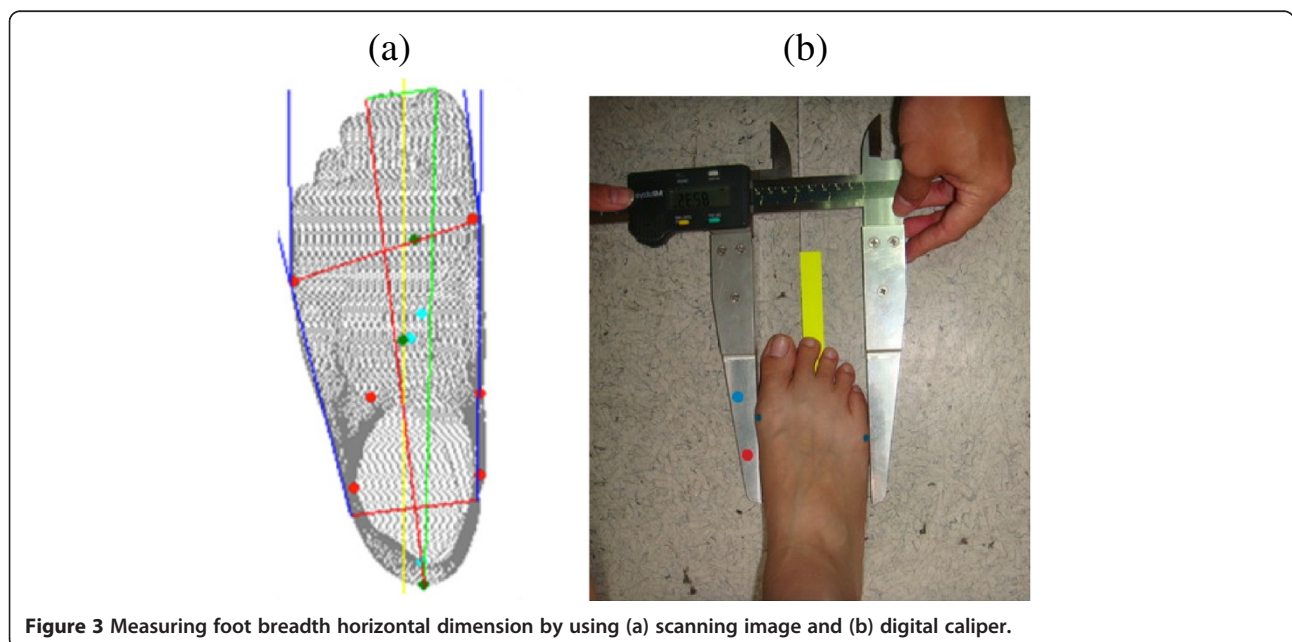 (a) (b)
Figure 3 Measuring foot breadth horizontal dimension by using (a) scanning image and (b) digital caliper.